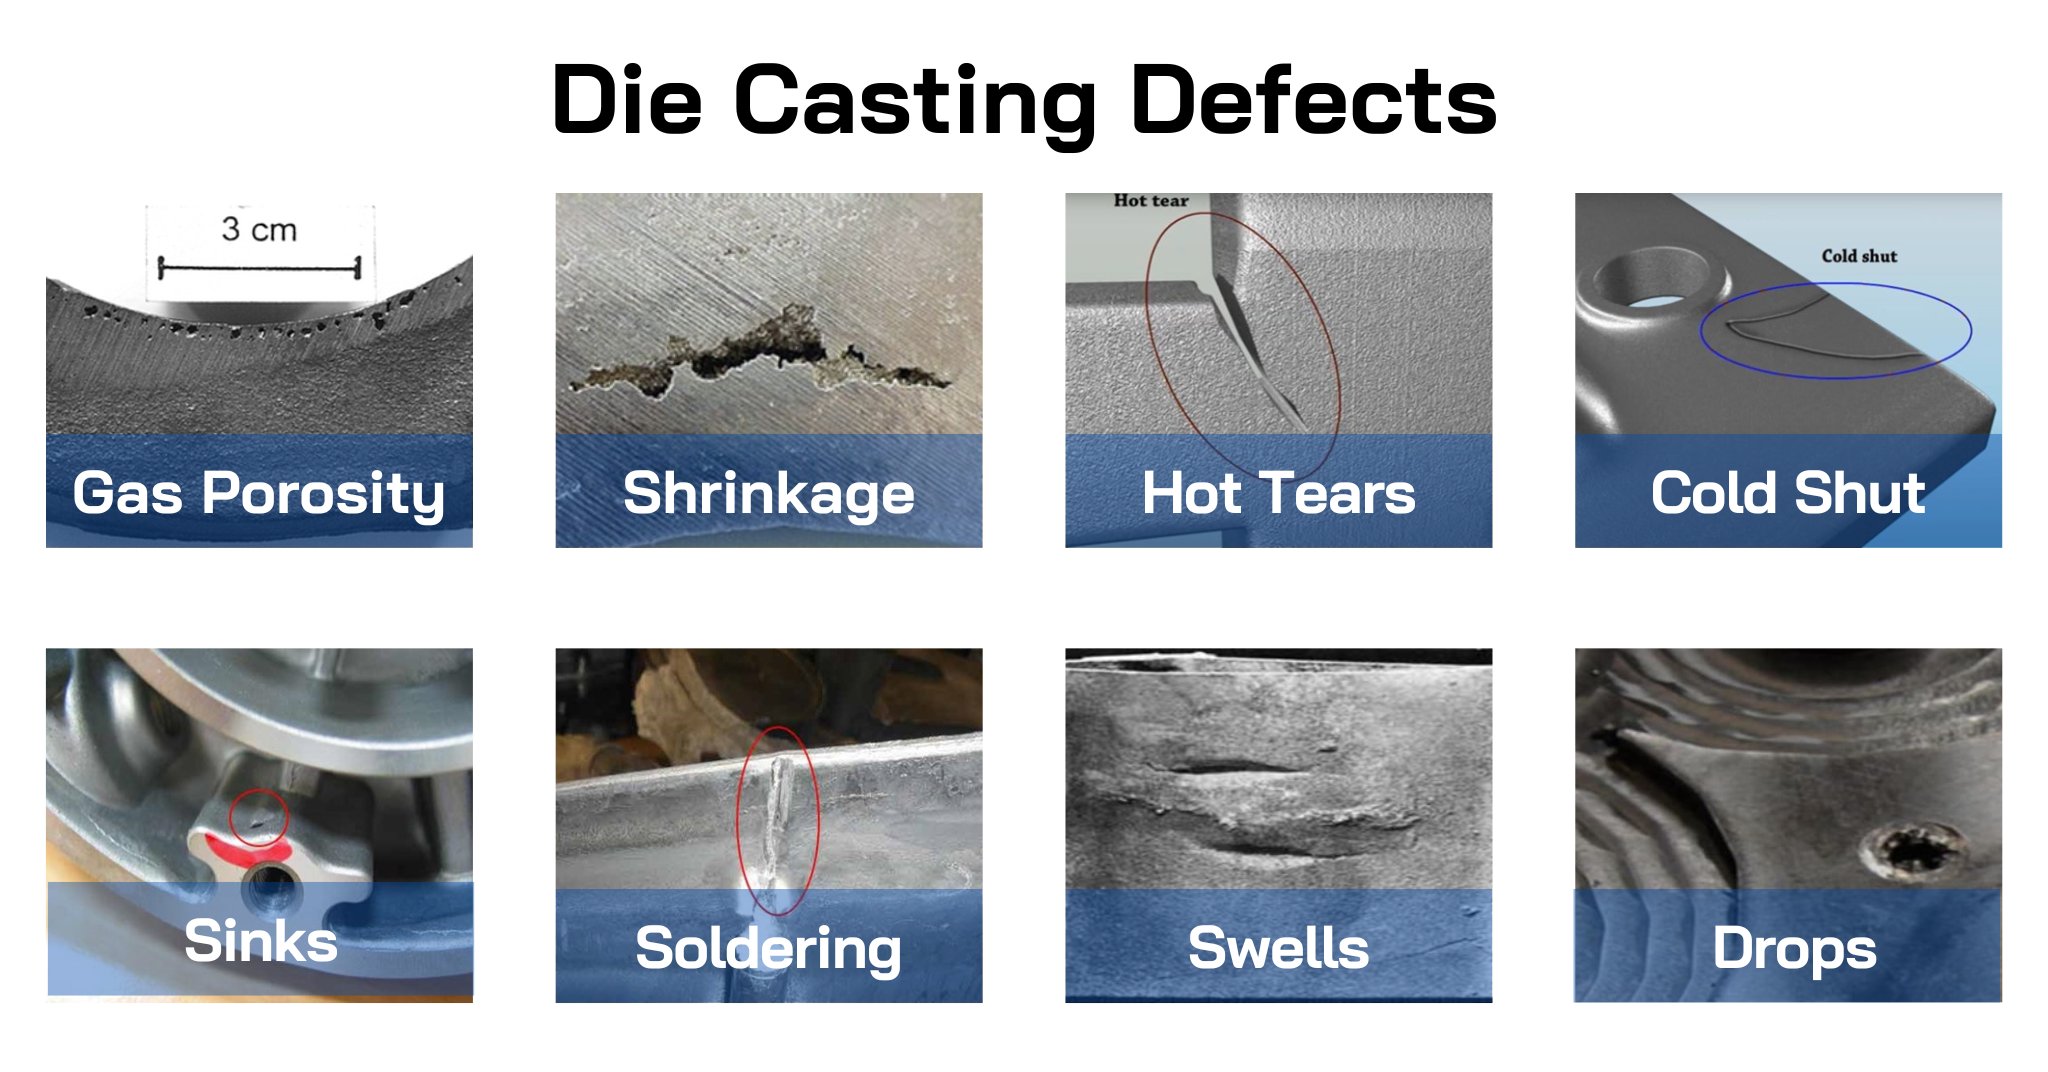 Die Casting Defects
3 cm
Gas Porosity
Shrinkage
Hot tear
Hot Tears
Cold shut
Cold Shut
Sinks
Soldering
Swells
Drops